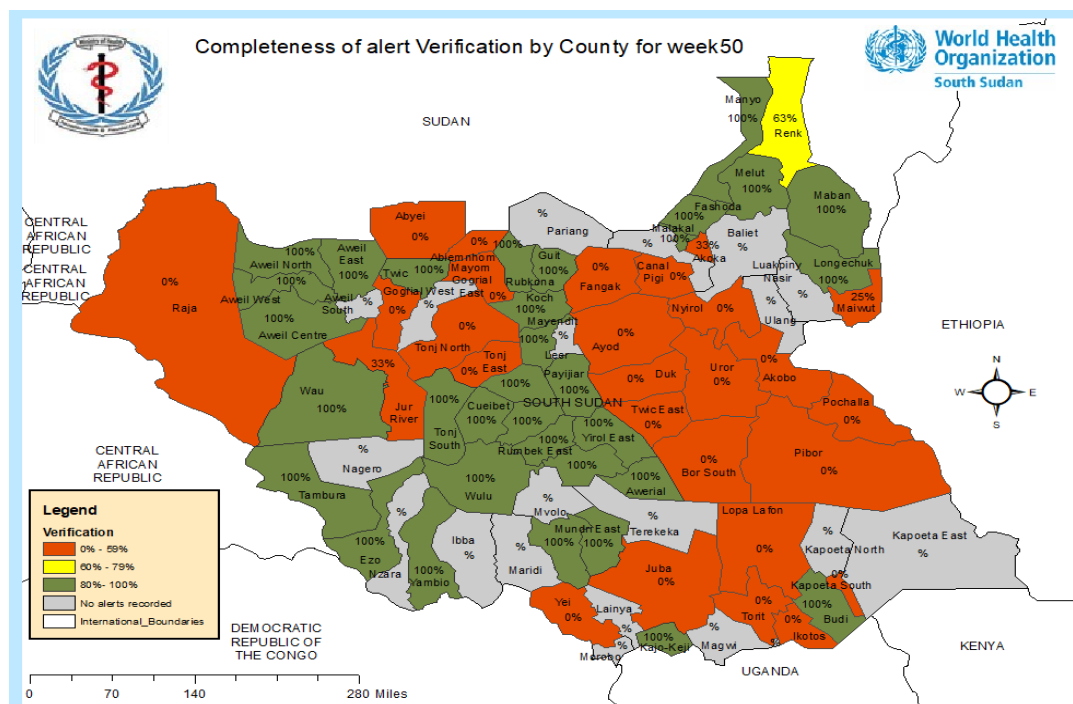 Completeness of alert Verification by County for week50
World Health
Organization
South Sudan
SUDAN
Manyo
100%
63%
Renk
Melut
100%
Maban
100%
Fashoda
100%
Malakal
100%
33%
Akoka
Baliet
%
%
Pariang
%
Longechuk
100%
Luakpiny
Nasir
%
%
Ulang
25%
Maiwut
CENTRAL
AFRICAN
REPUBLIC
CENTRAL
AFRICAN
REPUBLIC
Abyei
0%
0%
Abiemnhom
100%
Rubkona
Guit
100%
Mayom
Gogrial
East
0%
Twic
100%
Aweil
East
100%
100%
Aweil North
100%
Aweil West
100%
Aweil Centre
Aweil
South
%
Gogrial West
0%
%
Koch
100%
Mayendit
100%
%
Leer
0%
Fangak
Canal
Pigi
0%
Nyirol
0%
0%
Raja
ETHIOPIA
0%
Tonj North
Tonj
East
0%
33%
Jur
River
Wau
100%
0%
Ayod
0%
Duk
Uror
0%
0%
Akobo
Pochalla
0%
Payijiar
100%
100%
SOUTH SUDAN
100%
Tonj
South
Cueibet
100%
100%
100%
Rumbek East
100%
Yirol East
100%
100%
Awerial
Twic East
0%
0%
Bor South
Pibor
0%
N
W
E
S
CENTRAL
AFRICAN
REPUBLIC
%
Nagero
100%
Tambura
100%
Wulu
%
Mvolo
%
Terekeka
Lopa Lafon
0%
%
Kapoeta North
Kapoeta East
%
100%
Ezo
%
Nzara
100%
Yambio
Ibba
%
%
Maridi
Mundri East
100%
100%
Juba
0%
0%
Kapoeta South
100%
Budi
0%
Torit
0%
Ikotos
Yei
0%
Lainya
%
%
Morobo
100%
Kajo-Keji
%
Magwi
%
Legend
Verification
0% - 59%
60% - 79%
80%- 100%
No alerts recorded
International_Boundaries
DEMOCRATIC
REPUBLIC OF
THE CONGO
UGANDA
KENYA
0 70 140 280 Miles